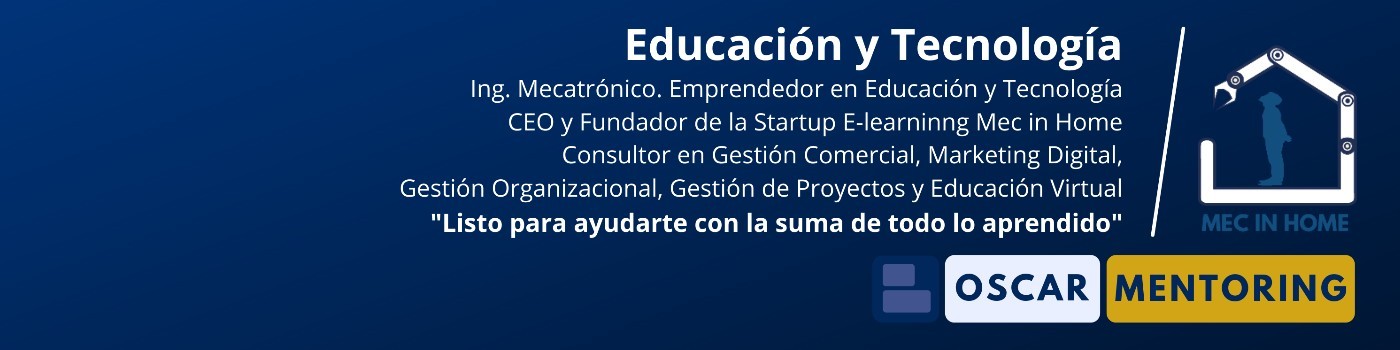 Educación y Tecnología
Ing. Mecatrónico. Emprendedor en Educación y Tecnología
CEO y Fundador de la Startup E-learninng Mec in Home
Consultor en Gestión Comercial, Marketing Digital,
Gestión Organizacional, Gestión de Proyectos y Educación Virtual
"Listo para ayudarte con la suma de todo lo aprendido"
MEC IN HOME
OSCAR MENTORING